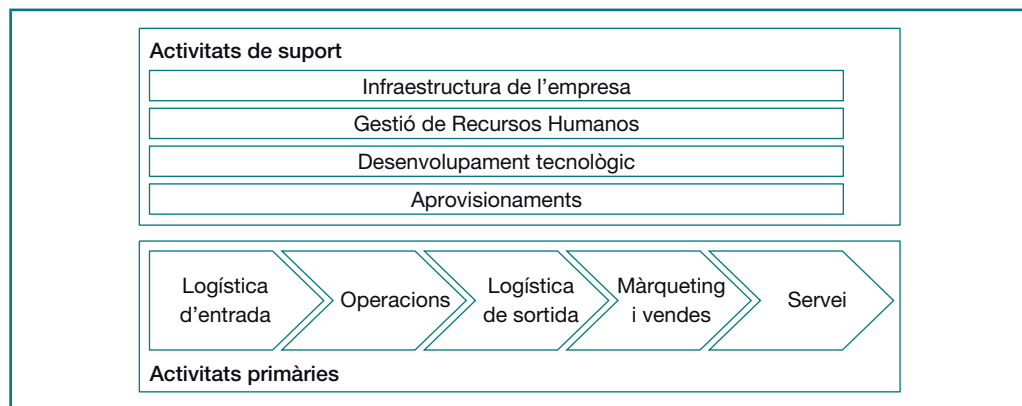 Activitats de suport
Infraestructura de l’empresa
Gestió de Recursos Humanos
Desenvolupament tecnològic
Aprovisionaments
Logística
d’entrada
Operacions
Logística
de sortida
Màrqueting
i vendes
Servei
Activitats primàries